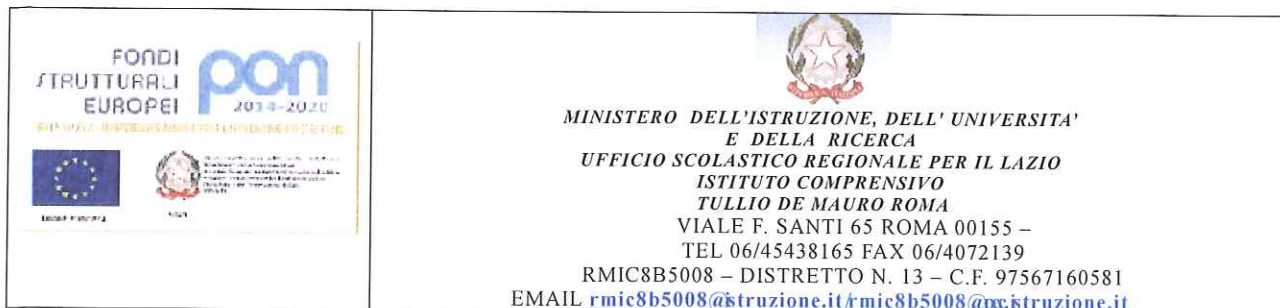 FONDI
STRUTTURALI
EUROPEI
pon
2014-2020
MINISTERO DELL'ISTRUZIONE, DELL' UNIVERSITA'
E DELLA RICERCA
UFFICIO SCOLASTICO REGIONALE PER IL LAZIO
ISTITUTO COMPRENSIVO
TULLIO DE MAURO ROMA
VIALE F. SANTI 65 ROMA 00155 –
TEL 06/45438165 FAX 06/4072139
RMIC8B5008 – DISTRETTO N. 13 – C.F. 97567160581
EMAIL rmic8b5008@istruzione.it/rmic8b5008@pec.istruzione.it